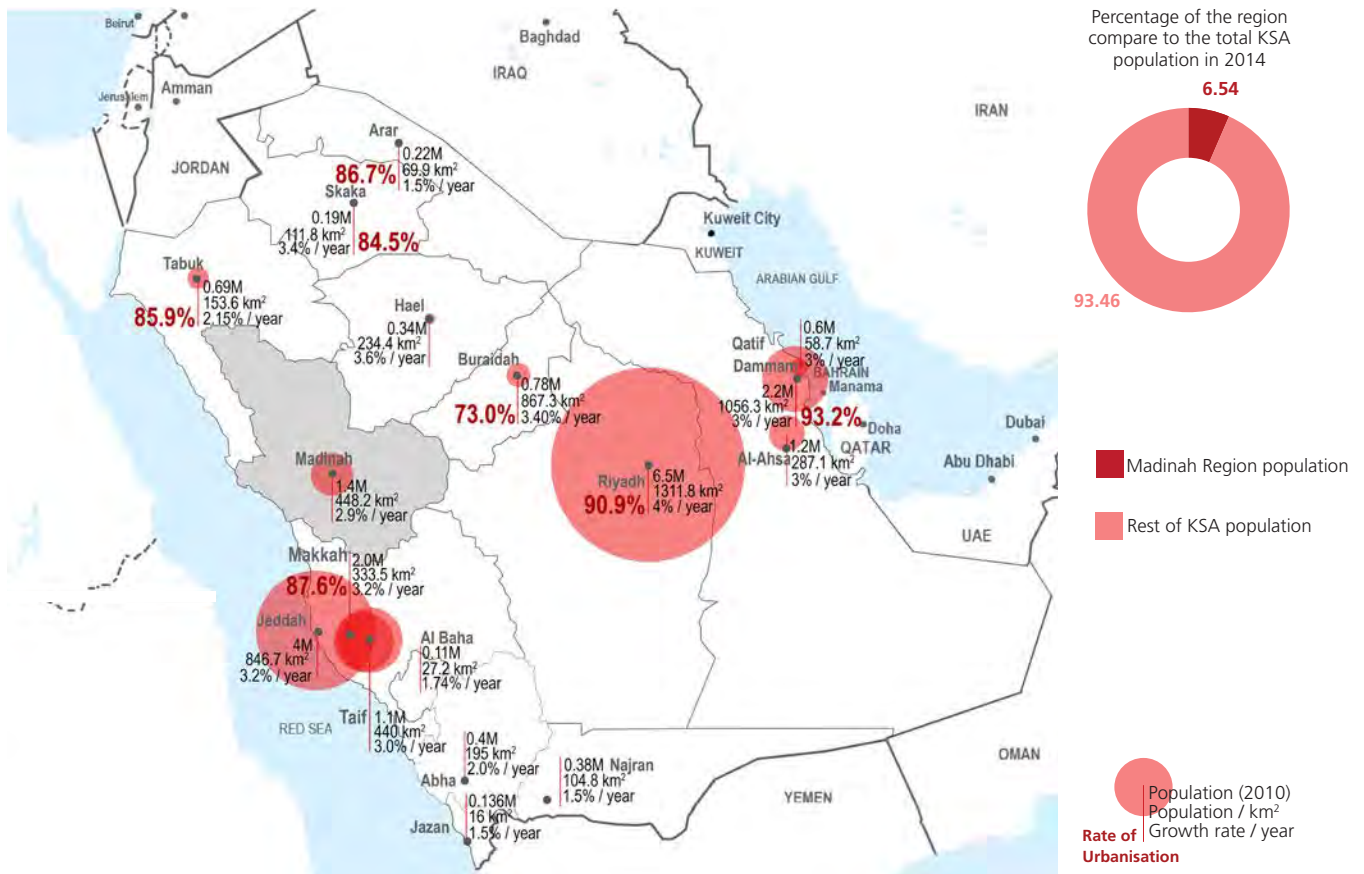 Beirut
Baghdad
IRAQ
Amman
Jerusalem
IRAN
Arar
JORDAN
0.22M
69.9 km²
1.5% / year
86.7%
Skaka
0.19M
111.8 km²
3.4% / year
84.5%
Kuweit City
KUWEIT
ARABIAN GULF
Tabuk
0.69M
153.6 km²
2.15% / year
85.9%
Hael
0.34M
234.4 km²
3.6% / year
Buraidah
0.78M
867.3 km²
3.40% / year
73.0%
Qatif
0.6M
58.7 km²
3% / year
Dammam
BAHRAIN
Manama
2.2M
1056.3 km²
3% / year
93.2%
Doha
QATAR
Dubai
Abu Dhabi
Al-Ahsa
1.2M
287.1 km²
3% / year
UAE
Madinah
1.4M
448.2 km²
2.9% / year
Riyadh
6.5M
1311.8 km²
4% / year
90.9%
Makkah
2.0M
333.5 km²
3.2% / year
87.6%
Jeddah
4M
846.7 km²
3.2% / year
Al Baha
0.11M
27.2 km²
1.74% / year
RED SEA
Taif
1.1M
440 km²
3.0% / year
0.4M
195 km²
2.0% / year
Abha
0.38M
104.8 km²
1.5% / year
Najran
0.136M
16 km²
1.5% / year
Jazan
YEMEN
OMAN
Percentage of the region
compare to the total KSA
population in 2014
6.54
93.46
Madinah Region population
Rest of KSA population
Population (2010)
Population / km²
Growth rate / year
Rate of
Urbanisation